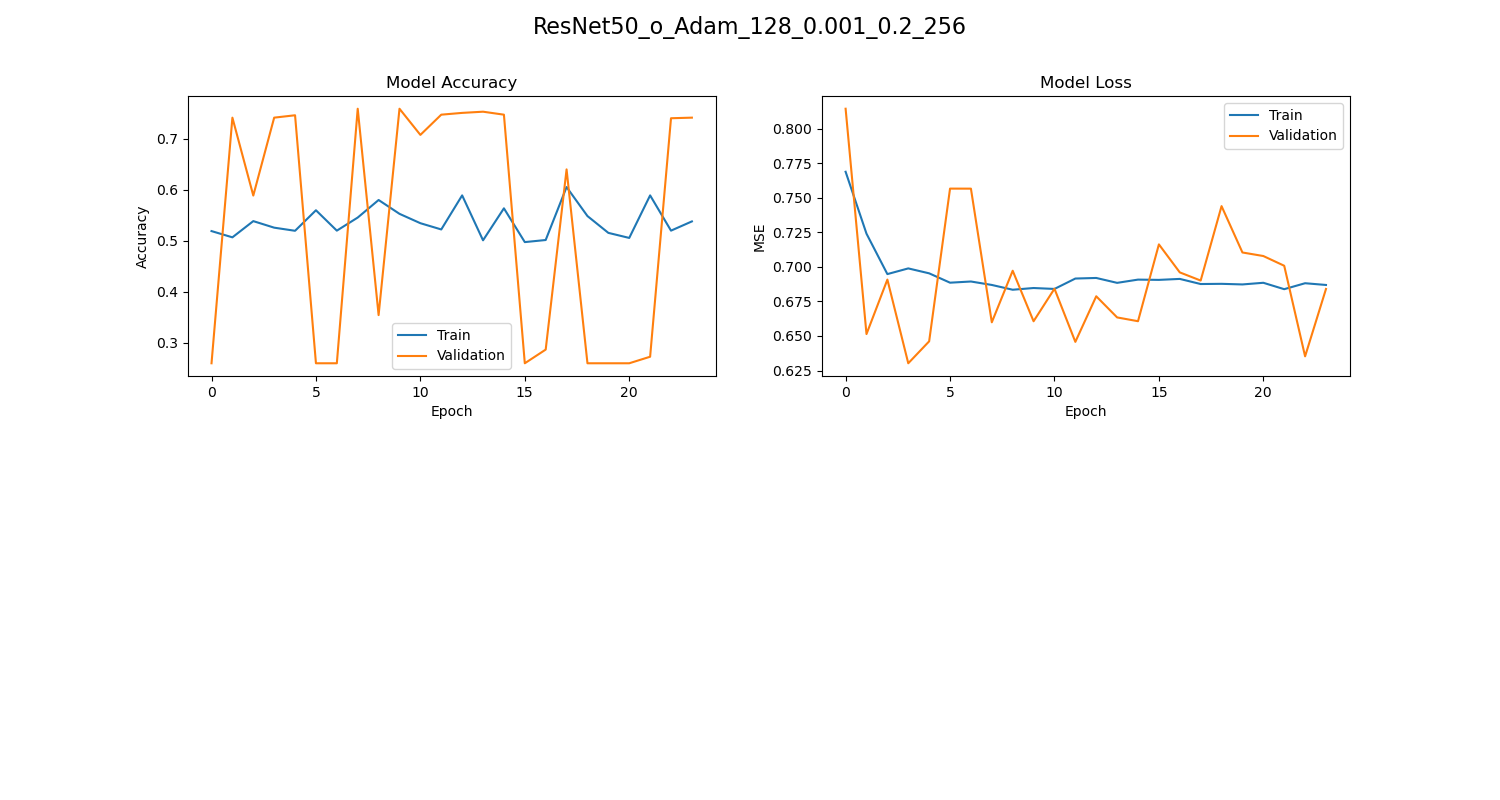 ResNet50_o_Adam_128_0.001_0.2_256
Model Accuracy
Accuracy
0.7
0.6
0.5
0.4
0.3
Train
Validation
0 5 10 15 20
Epoch
Model Loss
MSE
0.800
0.775
0.750
0.725
0.700
0.675
0.650
0.625
Train
Validation
0 5 10 15 20
Epoch